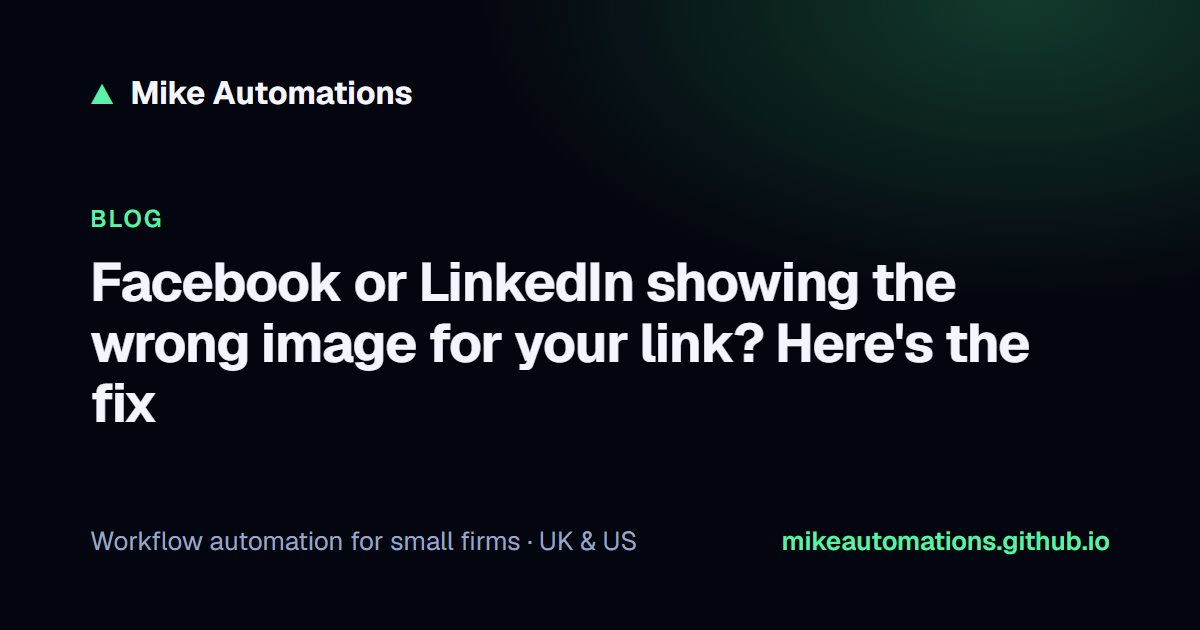 Mike Automations
BLOG
Facebook or LinkedIn showing the
wrong image for your link? Here's the
fix
Workflow automation for small firms · UK & US
mikeautomations.github.io